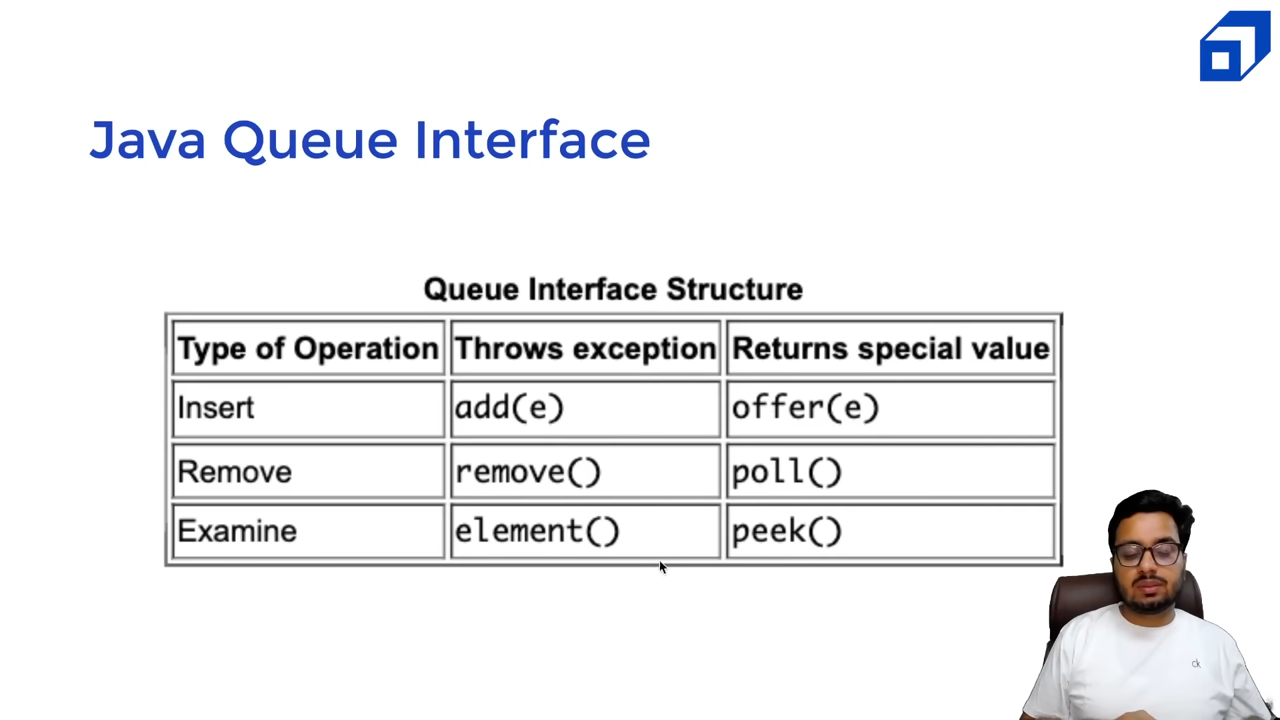 Java Queue Interface
Queue Interface Structure
Type of Operation Throws exception Returns special value
Insert add(e) offer(e)
Remove remove() poll()
Examine element() peek()
ck